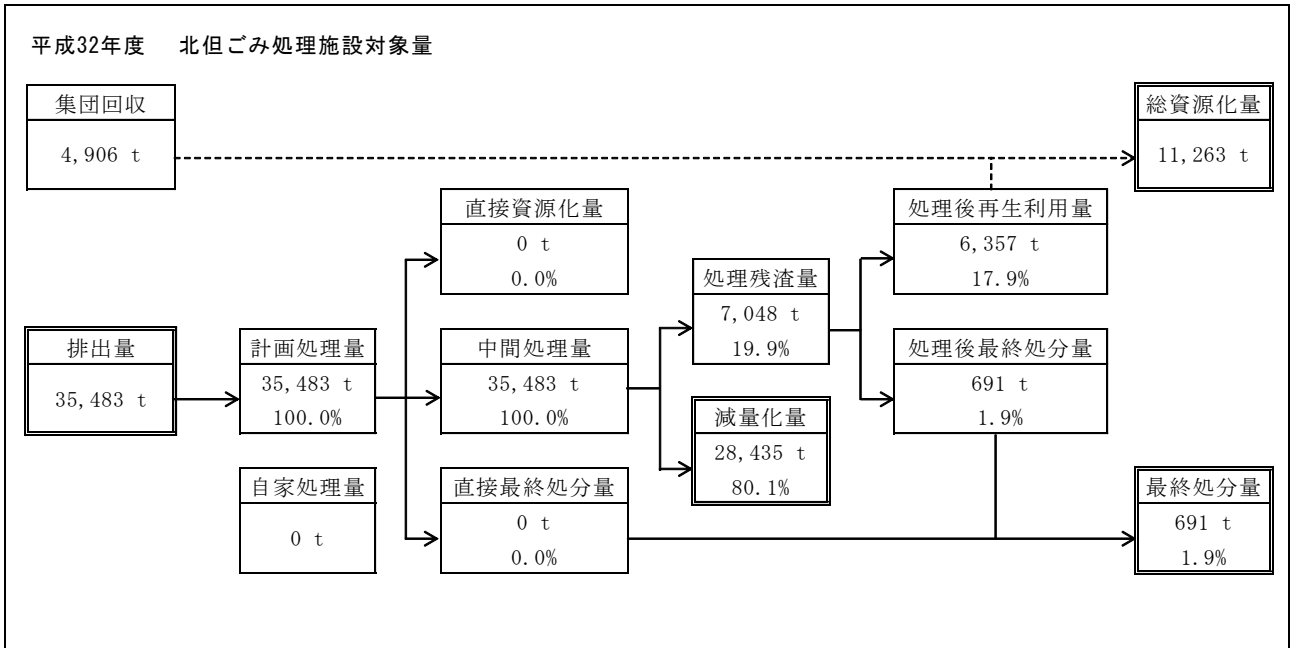 平成32年度　北但ごみ処理施設対象量
集団回収
4,906 t
総資源化量
11,263 t
直接資源化量
0 t
0.0%
処理後再生利用量
6,357 t
17.9%
処理残渣量
7,048 t
19.9%
排出量
35,483 t
計画処理量
35,483 t
100.0%
中間処理量
35,483 t
100.0%
処理後最終処分量
691 t
1.9%
減量化量
28,435 t
80.1%
自家処理量
0 t
直接最終処分量
0 t
0.0%
最終処分量
691 t
1.9%